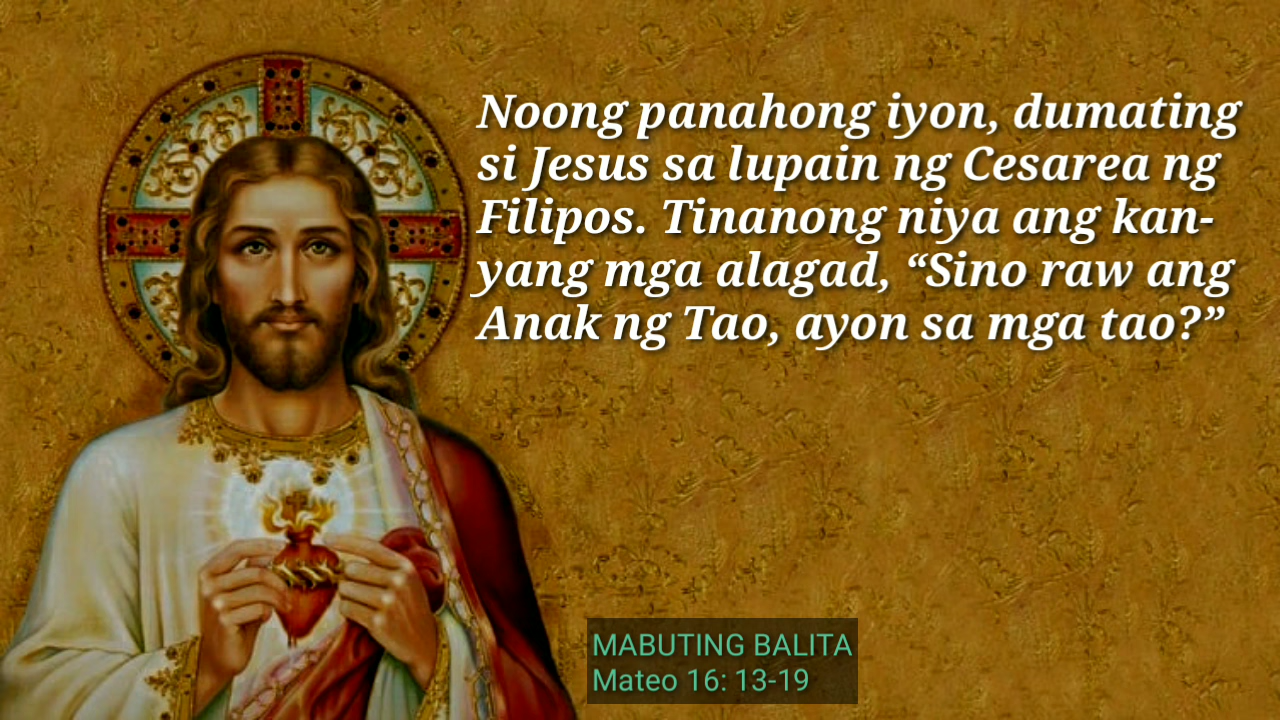 Noong panahong iyon, dumating
si Jesus sa lupain ng Cesarea ng
Filipos. Tinanong niya ang kan-
yang mga alagad, “Sino raw ang
Anak ng Tao, ayon sa mga tao?”
MABUTING BALITA
Mateo 16: 13-19